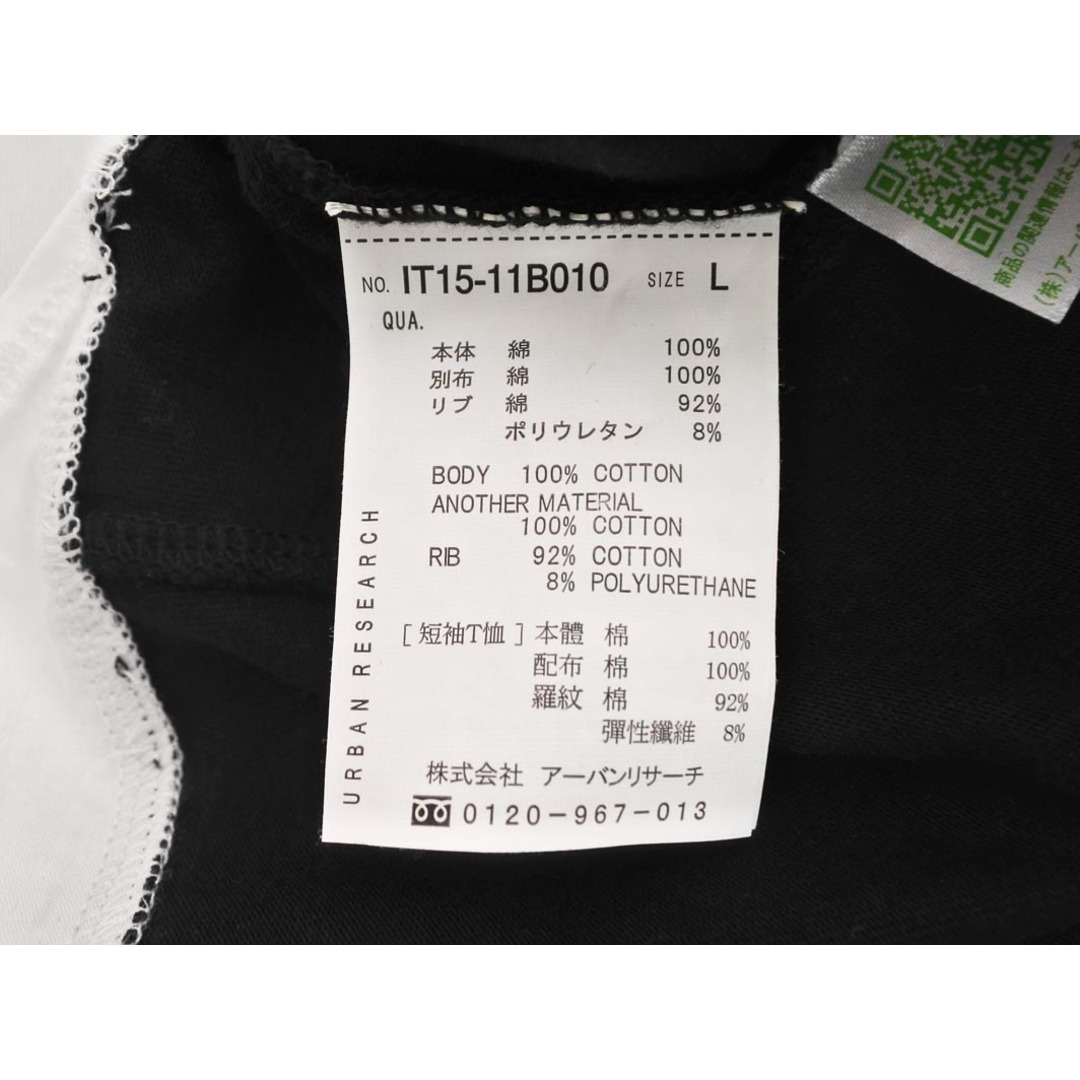 NO. IT15-11B010 SIZE L
QUA.
本体 綿 100%
別布 綿 100%
リブ 綿 92%
ポリウレタン 8%
BODY 100% COTTON
ANOTHER MATERIAL
100% COTTON
RIB 92% COTTON
8% POLYURETHANE
[短袖T恤] 本體 棉 100%
配布 棉 100%
羅紋 棉 92%
彈性纖維 8%
株式会社 アーバンリサーチ
0120-967-013
URBAN RESEARCH
商品の関連情報はこ
(株)アー